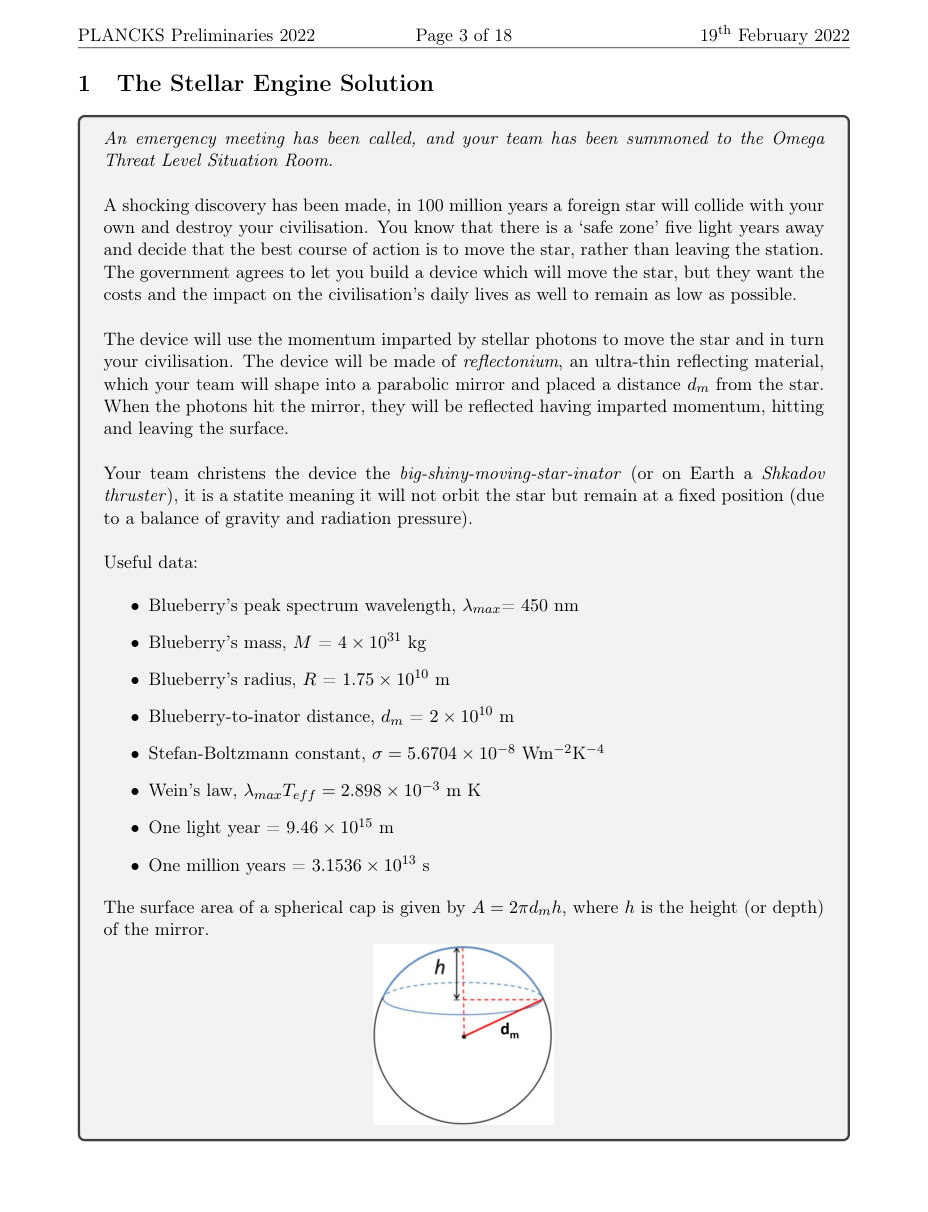 PLANCKS Preliminaries 2022 Page 3 of 18 19th February 2022
1 The Stellar Engine Solution
An emergency meeting has been called, and your team has been summoned to the Omega
Threat Level Situation Room.
A shocking discovery has been made, in 100 million years a foreign star will collide with your
own and destroy your civilisation. You know that there is a ‘safe zone’ five light years away
and decide that the best course of action is to move the star, rather than leaving the station.
The government agrees to let you build a device which will move the star, but they want the
costs and the impact on the civilisation’s daily lives as well to remain as low as possible.
The device will use the momentum imparted by stellar photons to move the star and in turn
your civilisation. The device will be made of reflectonium, an ultra-thin reflecting material,
which your team will shape into a parabolic mirror and placed a distance dm from the star.
When the photons hit the mirror, they will be reflected having imparted momentum, hitting
and leaving the surface.
Your team christens the device the big-shiny-moving-star-inator (or on Earth a Shkadov
thruster), it is a statite meaning it will not orbit the star but remain at a fixed position (due
to a balance of gravity and radiation pressure).
Useful data:
• Blueberry’s peak spectrum wavelength, λmax= 450 nm
• Blueberry’s mass, M = 4 × 10^31 kg
• Blueberry’s radius, R = 1.75 × 10^10 m
• Blueberry-to-inator distance, dm = 2 × 10^10 m
• Stefan-Boltzmann constant, σ = 5.6704 × 10^−8 Wm^−2K^−4
• Wein’s law, λmaxTeff = 2.898 × 10^−3 m K
• One light year = 9.46 × 10^15 m
• One million years = 3.1536 × 10^13 s
The surface area of a spherical cap is given by A = 2πdmh, where h is the height (or depth)
of the mirror.
h
dm